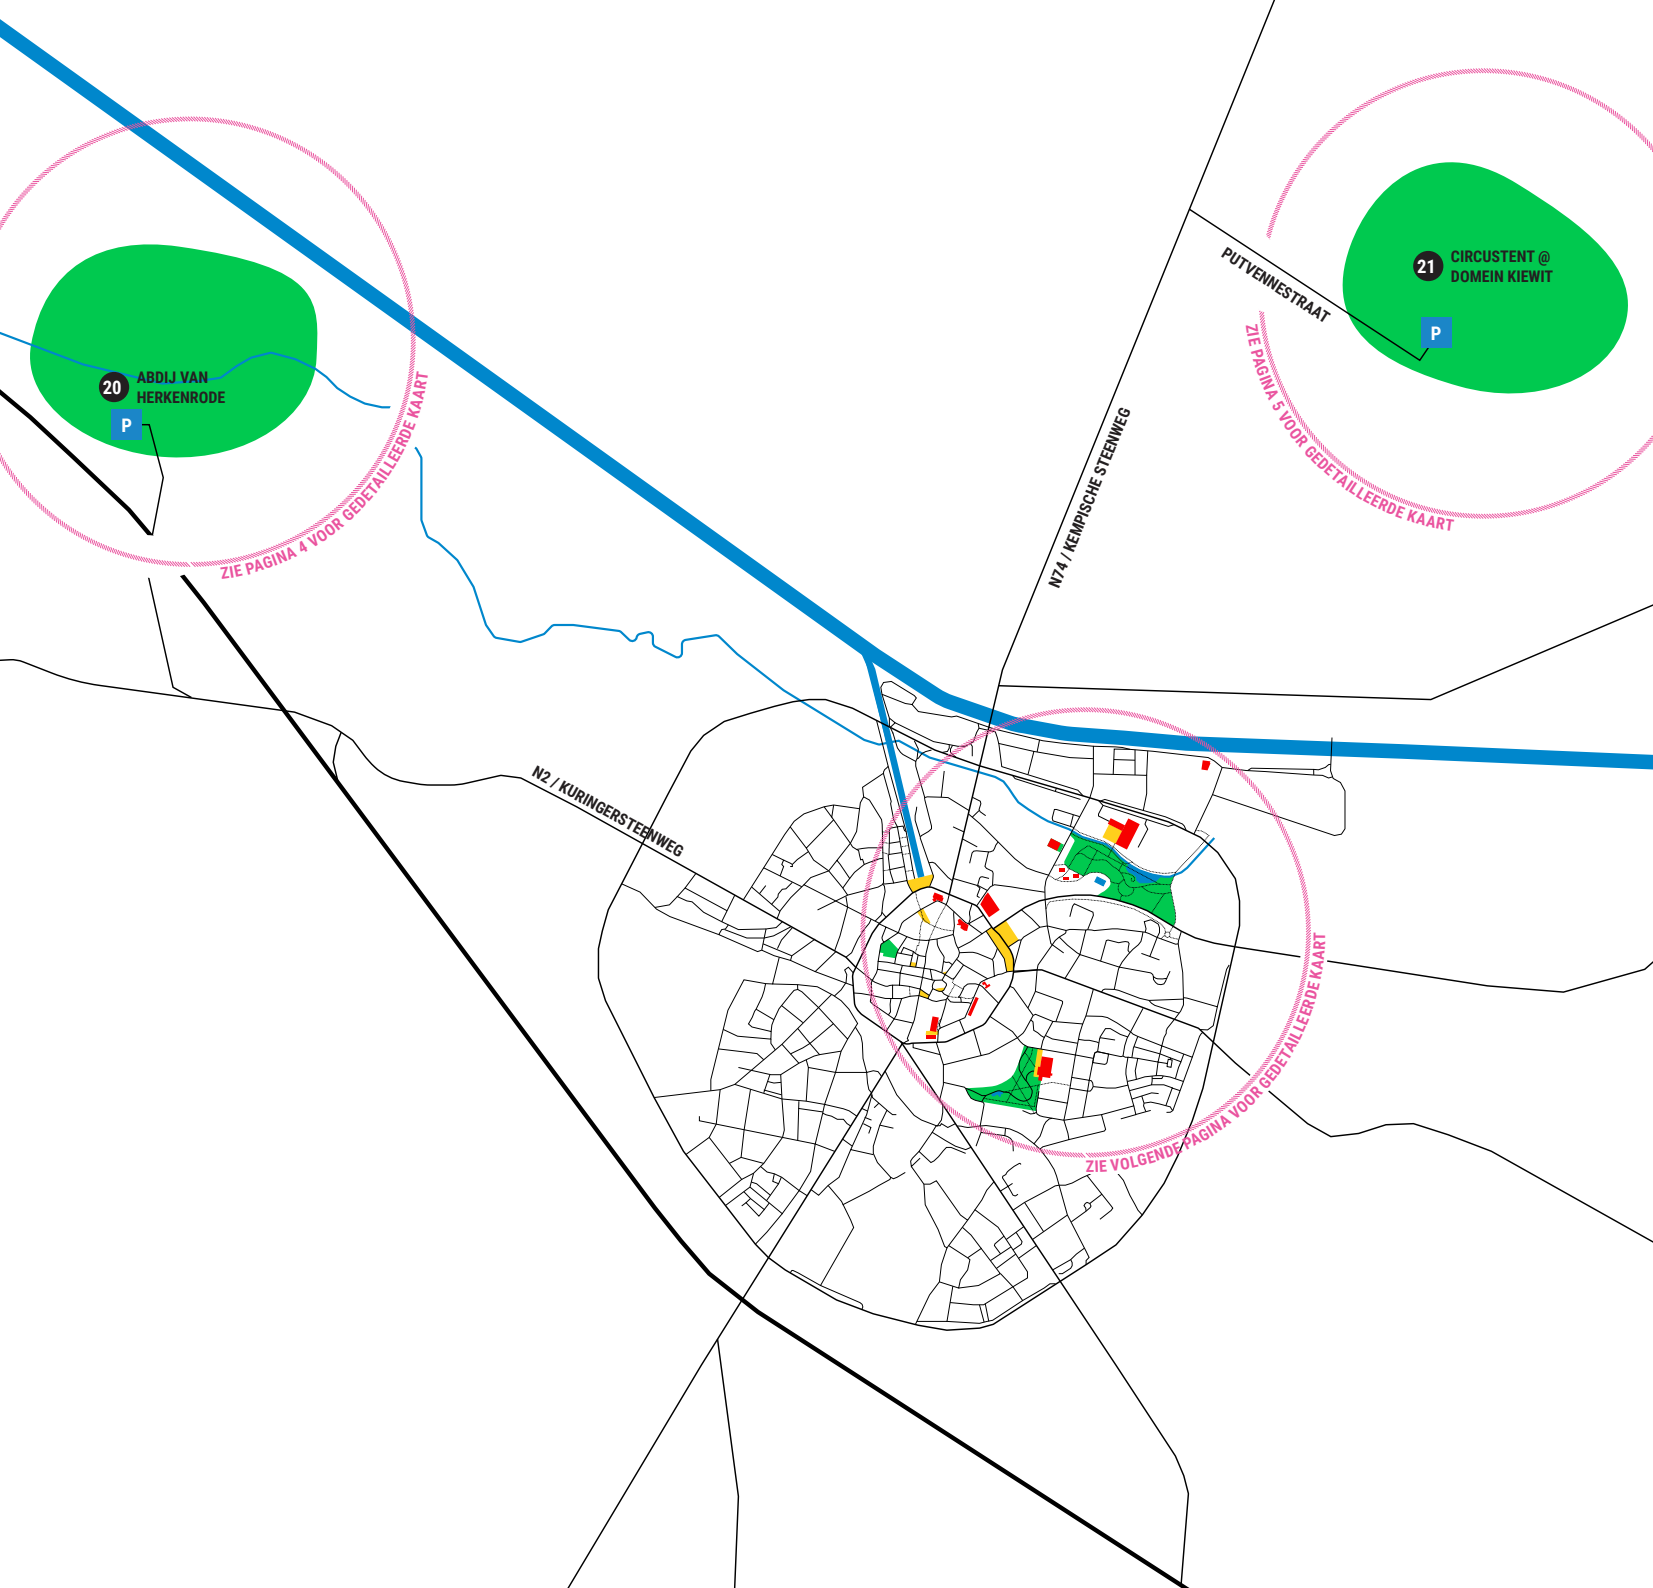 21
CIRCUSTENT @
DOMEIN KIEWIT
P
PUTVENNESTRAAT
ZIE PAGINA 5 VOOR GEDETAILLEERDE KAART
20
ABDIJ VAN
HERKENRODE
P
ZIE PAGINA 4 VOOR GEDETAILLEERDE KAART
N74 / KEMPISCHE STEENWEG
N2 / KURINGERSTEENWEG
ZIE VOLGENDE PAGINA VOOR GEDETAILLEERDE KAART